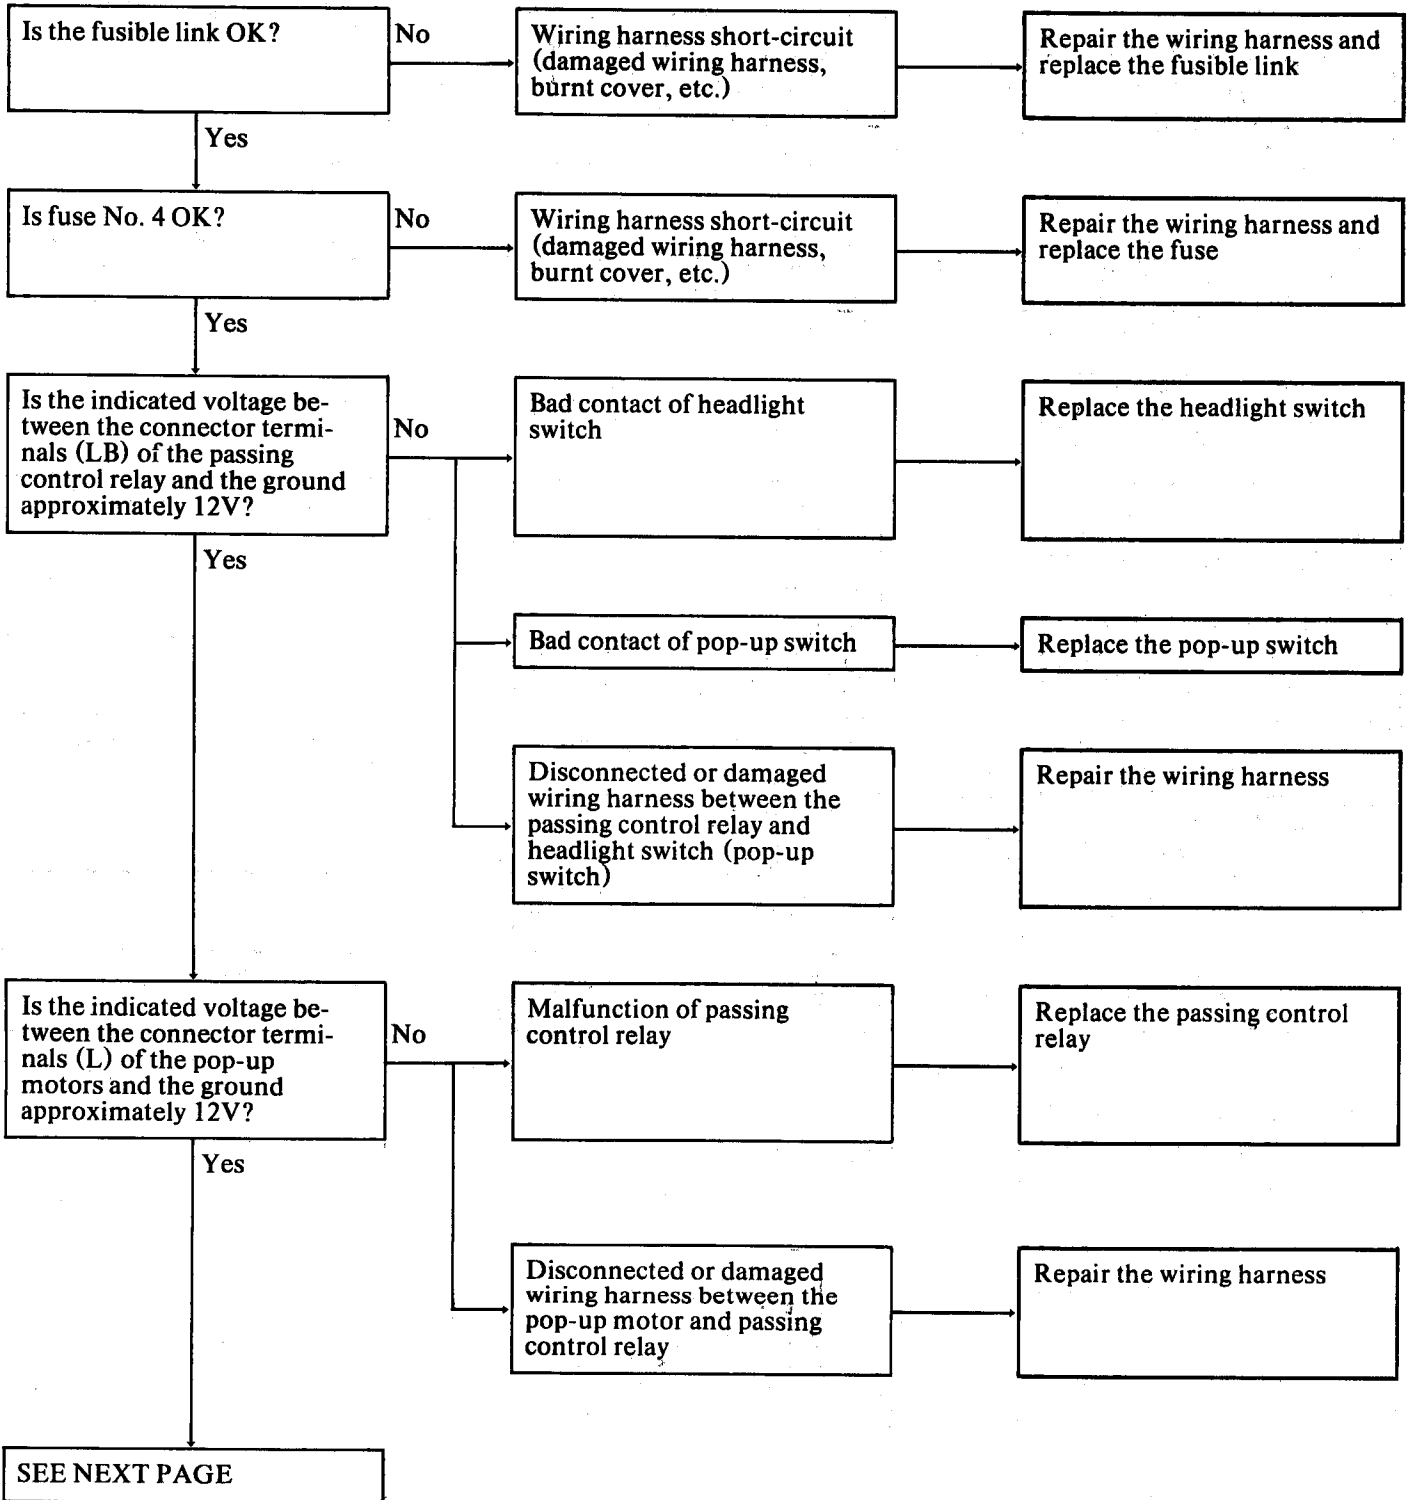 Is the fusible link OK?
No
Wiring harness short-circuit
(damaged wiring harness,
burnt cover, etc.)
Repair the wiring harness and
replace the fusible link
Yes
Is fuse No. 4 OK?
No
Wiring harness short-circuit
(damaged wiring harness,
burnt cover, etc.)
Repair the wiring harness and
replace the fuse
Yes
Is the indicated voltage be-
tween the connector termi-
nals (LB) of the passing
control relay and the ground
approximately 12V?
No
Bad contact of headlight
switch
Replace the headlight switch
Yes
Bad contact of pop-up switch
Replace the pop-up switch
Disconnected or damaged
wiring harness between the
passing control relay and
headlight switch (pop-up
switch)
Repair the wiring harness
Is the indicated voltage be-
tween the connector termi-
nals (L) of the pop-up
motors and the ground
approximately 12V?
No
Malfunction of passing
control relay
Replace the passing control
relay
Yes
Disconnected or damaged
wiring harness between the
pop-up motor and passing
control relay
Repair the wiring harness
SEE NEXT PAGE